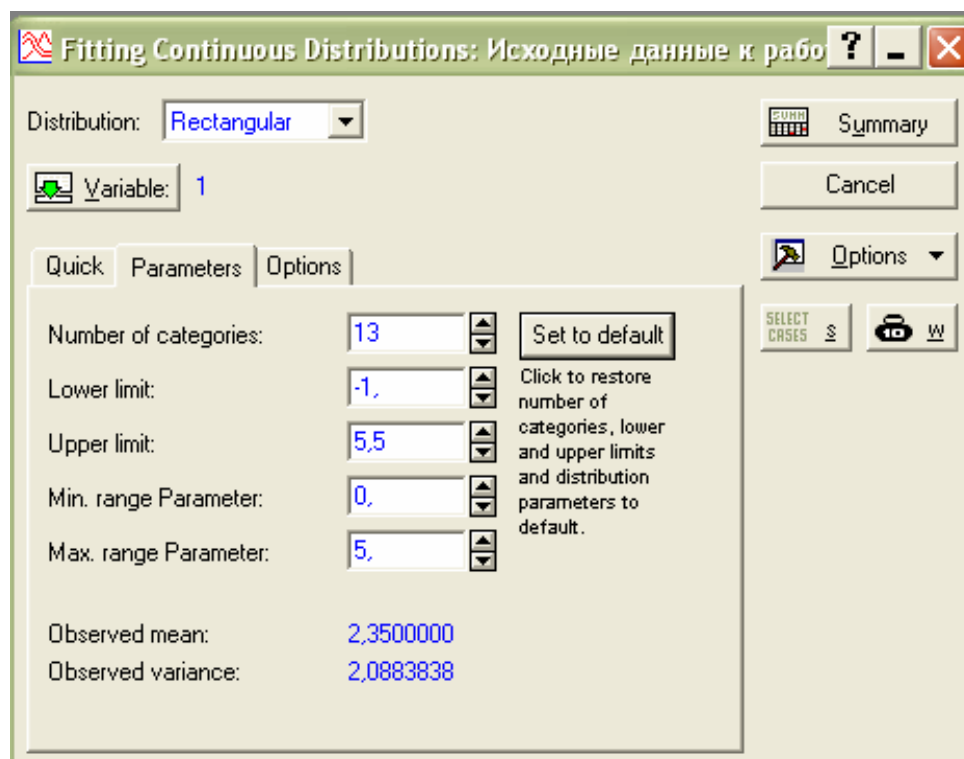 Fitting Continuous Distributions: Исходные данные к рабо
Distribution: Rectangular
Variable: 1
Quick Parameters Options
Number of categories: 13
Lower limit: -1,
Upper limit: 5,5
Min. range Parameter: 0,
Max. range Parameter: 5,
Set to default
Click to restore
number of
categories, lower
and upper limits
and distribution
parameters to
default.
Observed mean: 2,3500000
Observed variance: 2,0883838
SUMM Summary
Cancel
Options
SELECT
CASES S
W